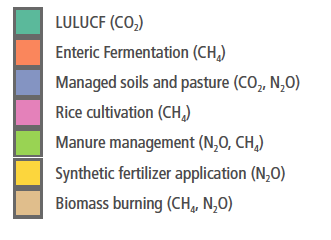 LULUCF (CO₂)
Enteric Fermentation (CH₄)
Managed soils and pasture (CO₂, N₂O)
Rice cultivation (CH₄)
Manure management (N₂O, CH₄)
Synthetic fertilizer application (N₂O)
Biomass burning (CH₄, N₂O)